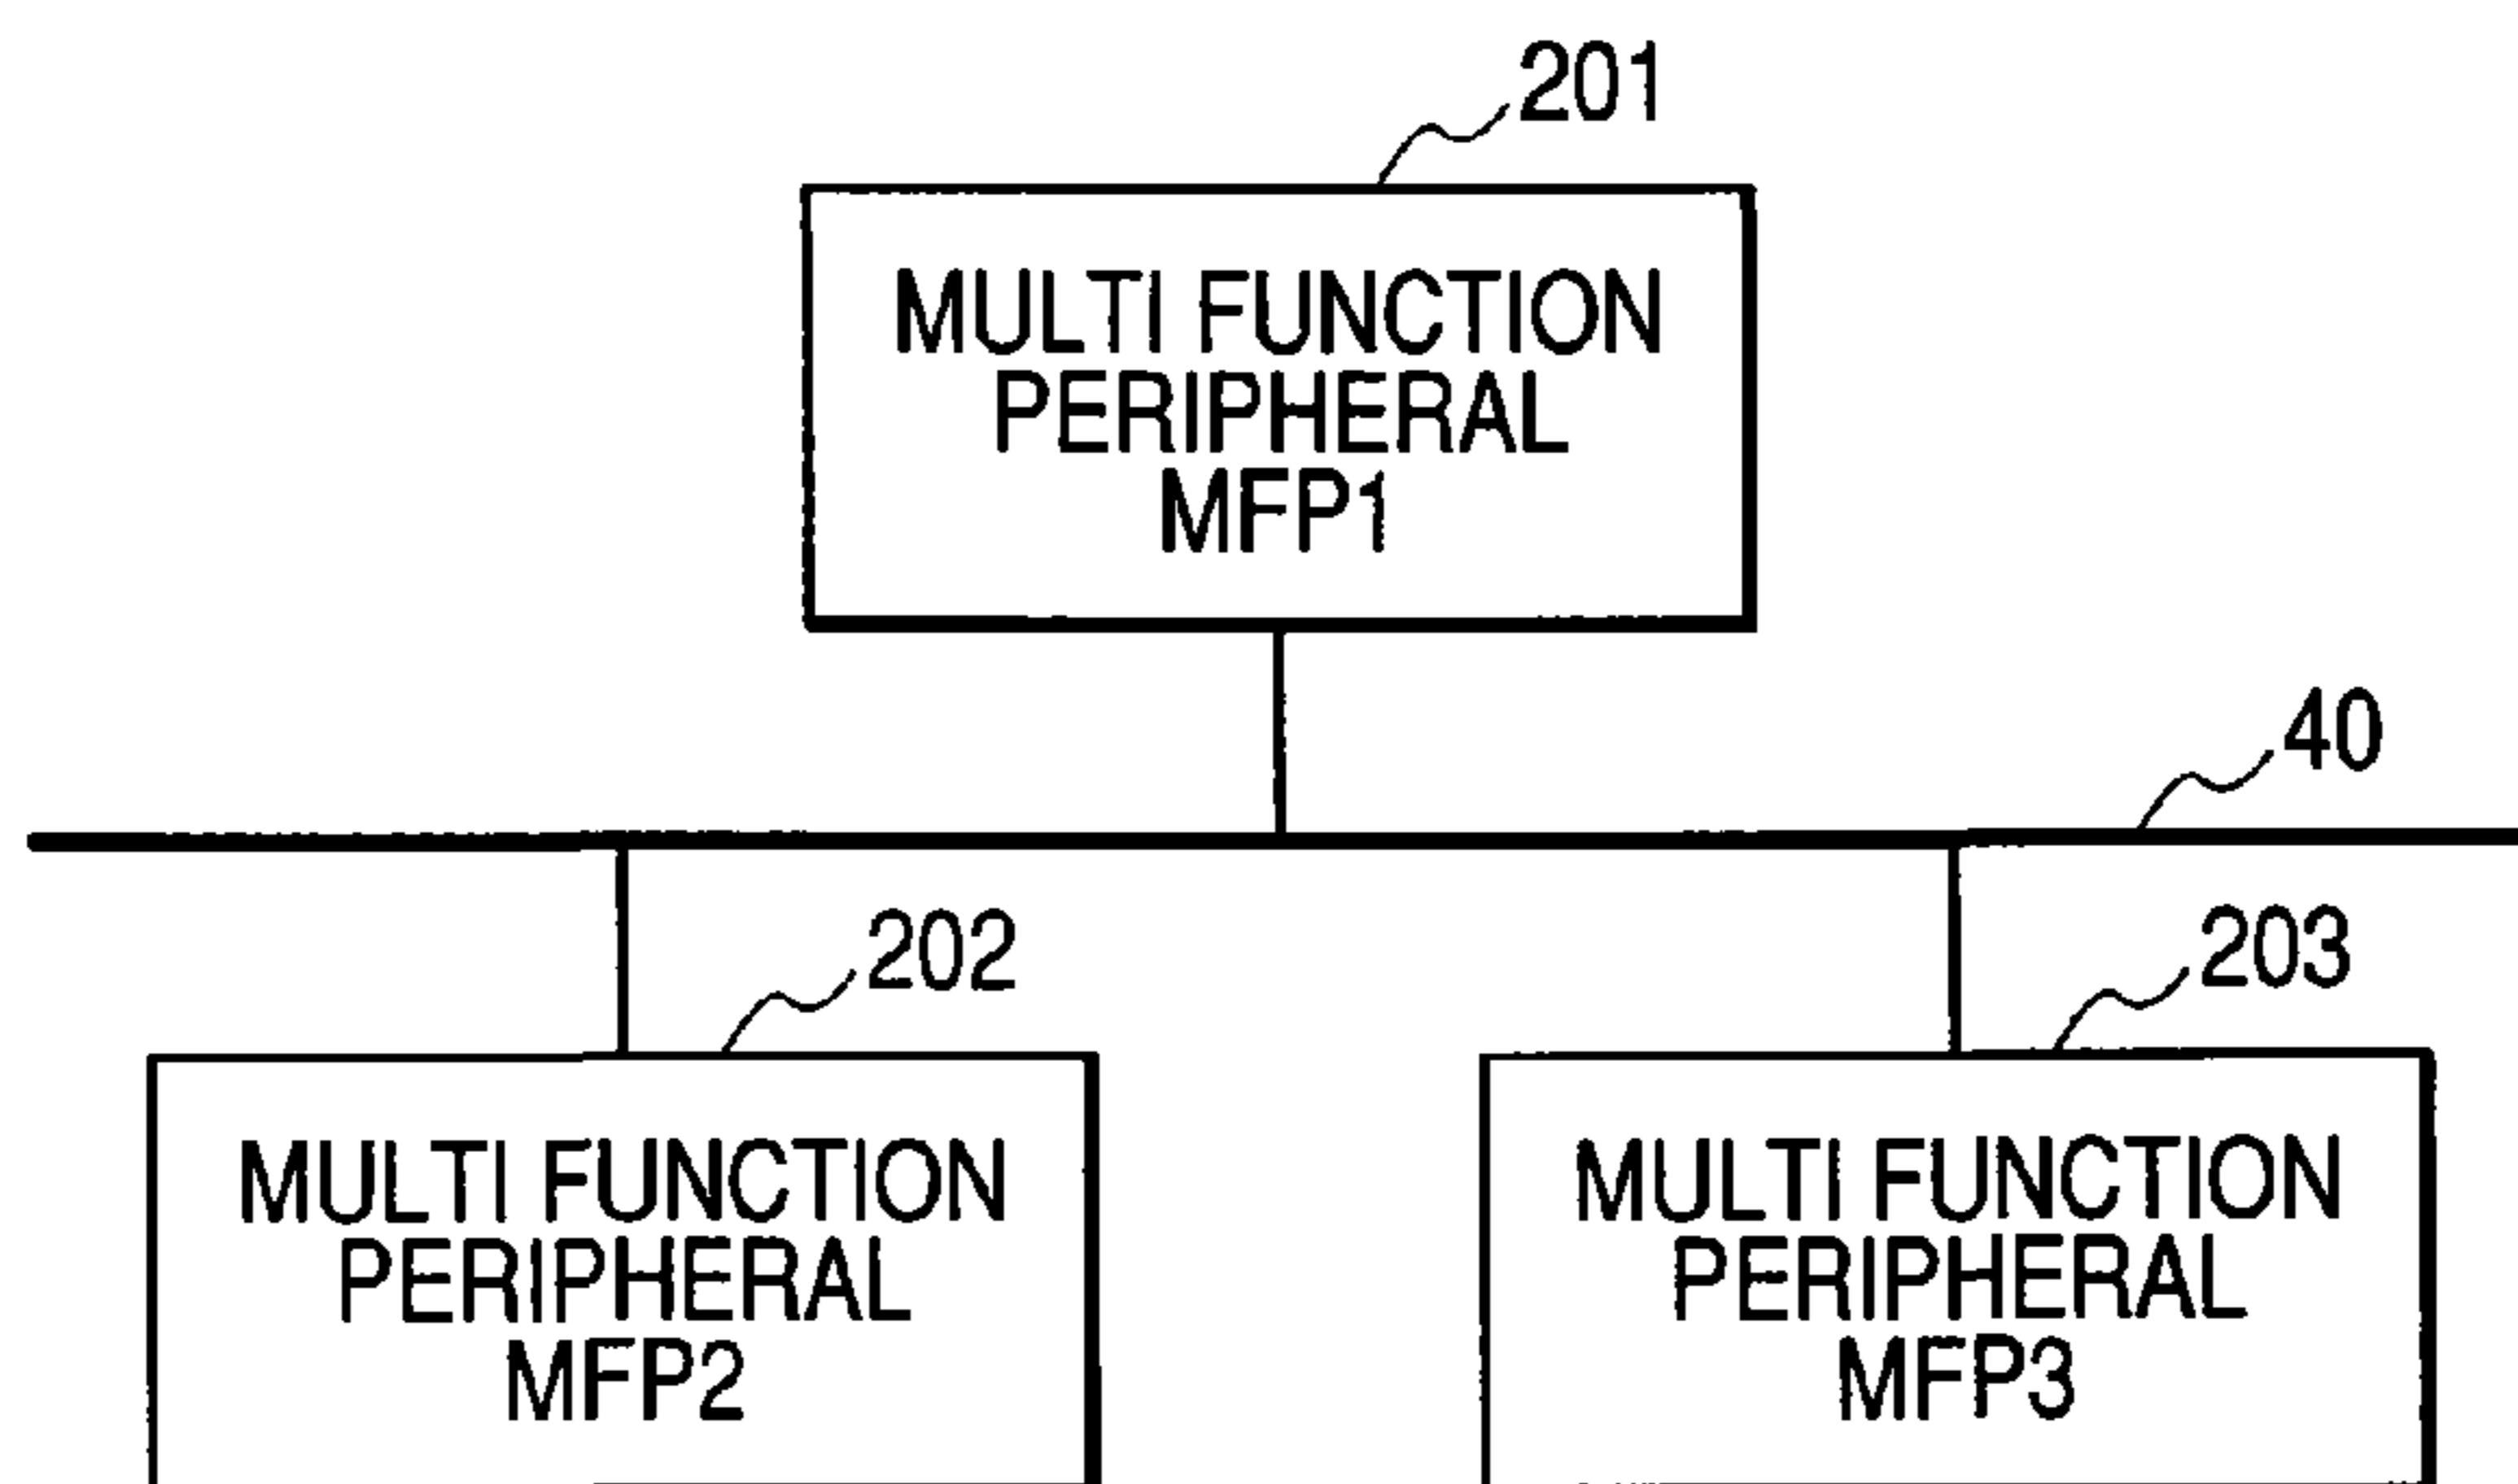 201
MULTI FUNCTION
PERIPHERAL
MFP1
40
202
203
MULTI FUNCTION
PERIPHERAL
MFP2
MULTI FUNCTION
PERIPHERAL
MFP3